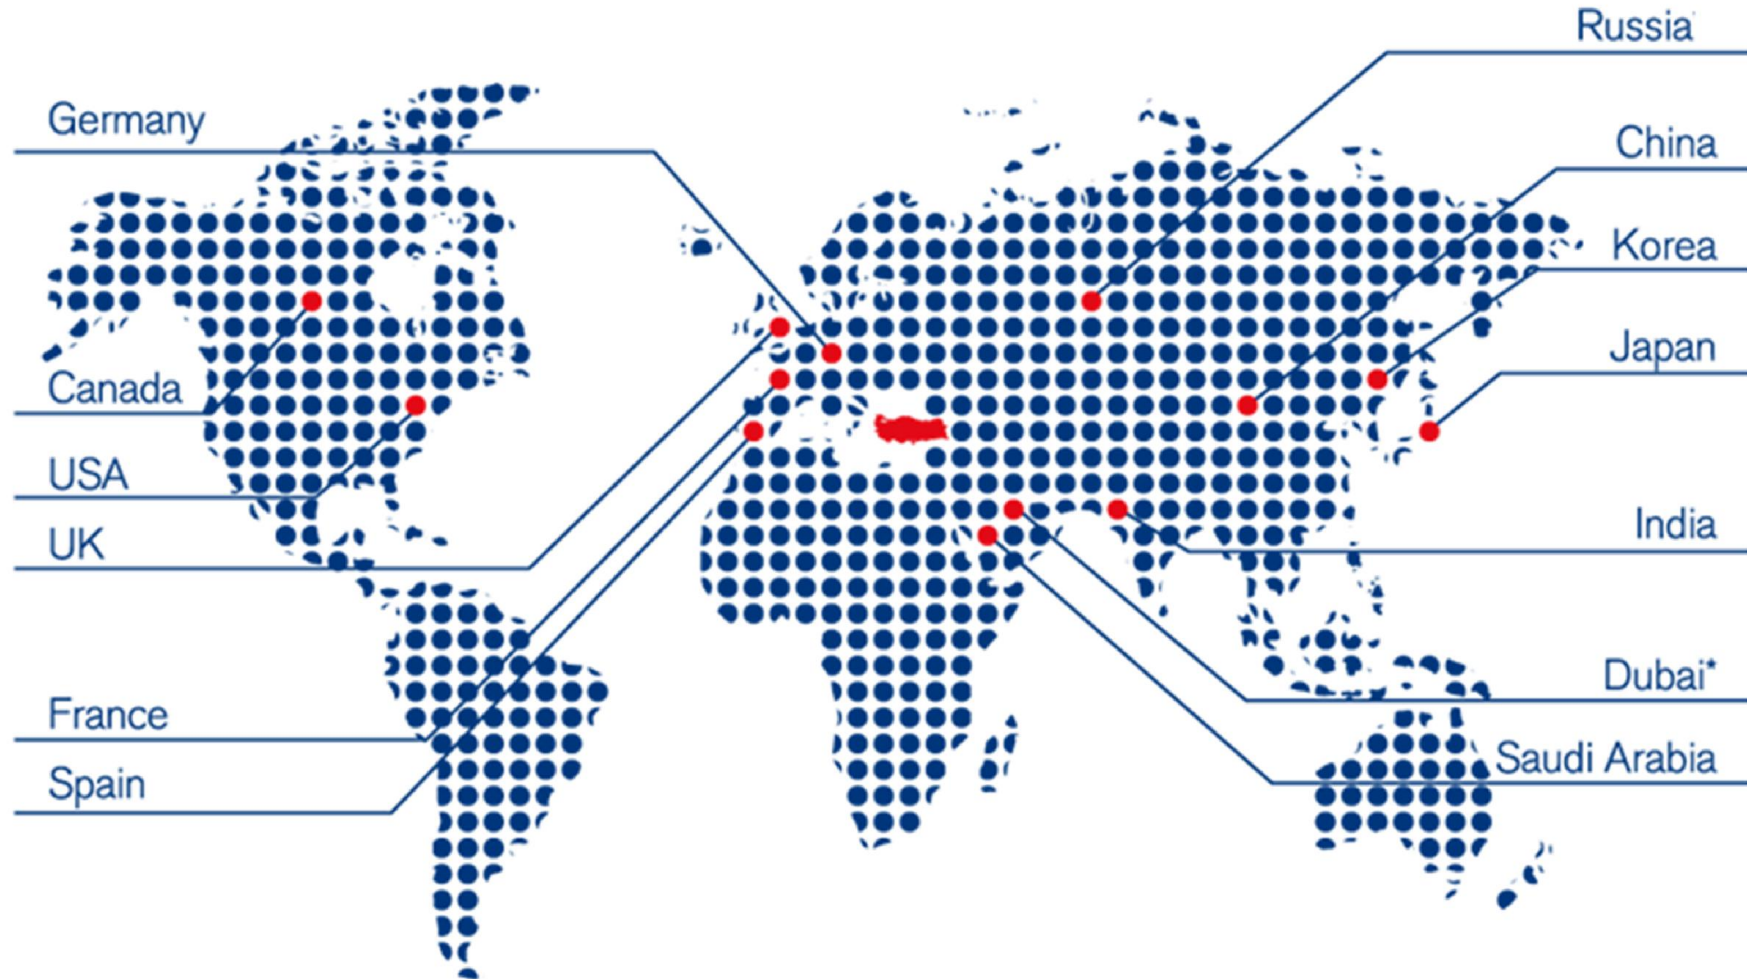 Russia
Germany
China
Korea
Japan
Canada
USA
India
UK
Dubai*
France
Saudi Arabia
Spain